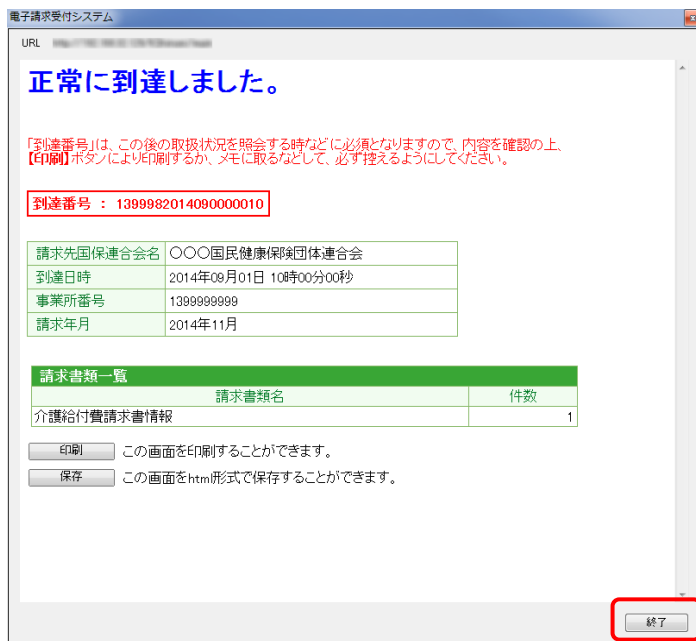 電子請求受付システム
URL
正常に到達しました。
「到達番号」は、この後の取扱状況を照会する時などに必須となりますので、内容を確認の上、
【印刷】ボタンにより印刷するか、メモに取るなどして、必ず控えるようにしてください。
到達番号 : 1399982014090000010
請求先国保連合会名 〇〇〇国民健康保険団体連合会
到達日時 2014年09月01日 10時00分00秒
事業所番号 1399999999
請求年月 2014年11月
請求書類一覧
請求書類名 件数
介護給付費請求書情報 1
印刷 この画面を印刷することができます。
保存 この画面をhtml形式で保存することができます。
終了